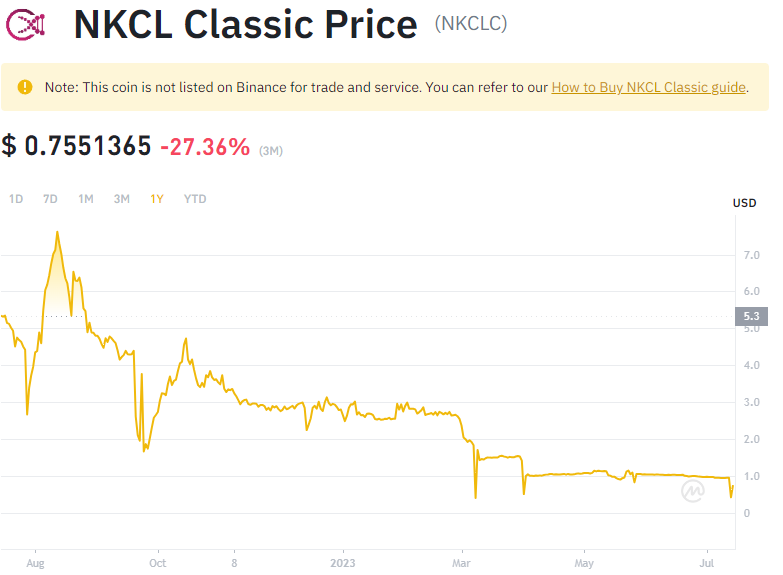 NKCL Classic Price (NKCLC)
Note: This coin is not listed on Binance for trade and service. You can refer to our How to Buy NKCL Classic guide.
$ 0.7551365 -27.36% (3M)
1D 7D 1M 3M 1Y YTD
USD
7.0
6.0
5.3
5.0
4.0
3.0
2.0
1.0
0
Aug Oct 8 2023 Mar May Jul